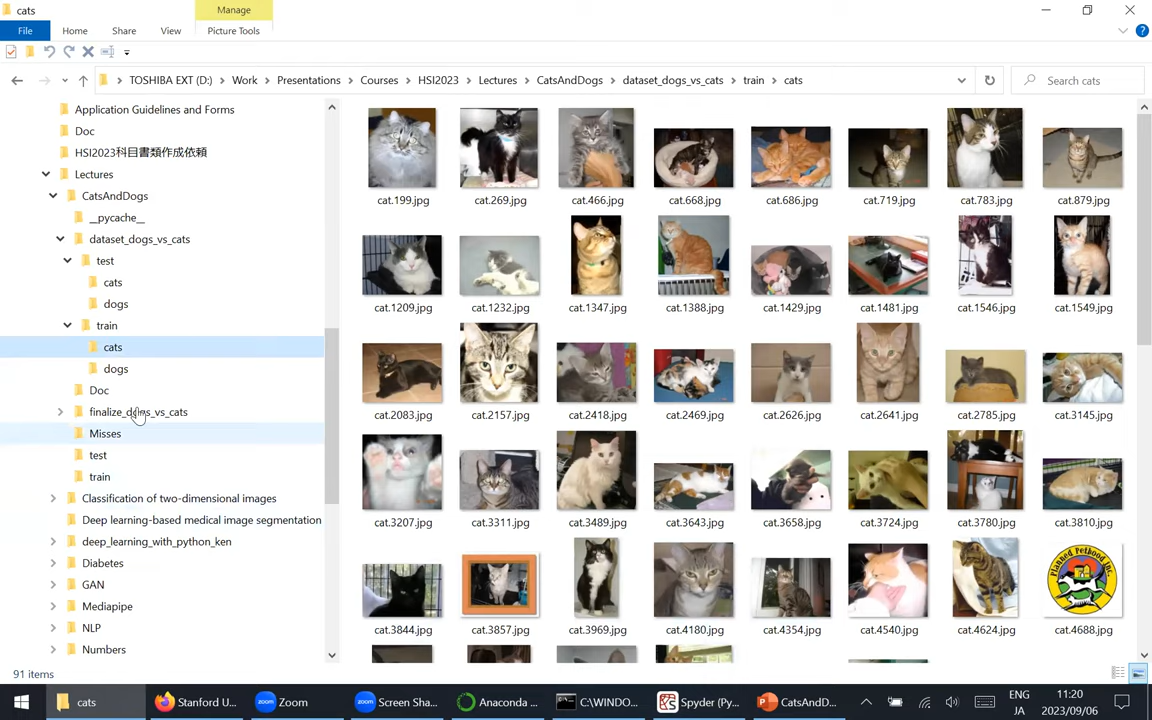 cats
Manage
File
Home
Share
View
Picture Tools
TOSHIBA EXT (D:) > Work > Presentations > Courses > HSI2023 > Lectures > CatsAndDogs > dataset_dogs_vs_cats > train > cats
Search cats
Application Guidelines and Forms
Doc
HSI2023科目書類作成依頼
Lectures
CatsAndDogs
__pycache__
dataset_dogs_vs_cats
test
cats
dogs
train
cats
dogs
Doc
finalize_dogs_vs_cats
Misses
test
train
Classification of two-dimensional images
Deep learning-based medical image segmentation
deep_learning_with_python_ken
Diabetes
GAN
Mediapipe
NLP
Numbers
cat.199.jpg cat.269.jpg cat.466.jpg cat.668.jpg cat.686.jpg cat.719.jpg cat.783.jpg cat.879.jpg
cat.1209.jpg cat.1232.jpg cat.1347.jpg cat.1388.jpg cat.1429.jpg cat.1481.jpg cat.1546.jpg cat.1549.jpg
cat.2083.jpg cat.2157.jpg cat.2418.jpg cat.2469.jpg cat.2626.jpg cat.2641.jpg cat.2785.jpg cat.3145.jpg
cat.3207.jpg cat.3311.jpg cat.3489.jpg cat.3643.jpg cat.3658.jpg cat.3724.jpg cat.3780.jpg cat.3810.jpg
Planned Pethood Inc.
cat.3844.jpg cat.3857.jpg cat.3969.jpg cat.4180.jpg cat.4354.jpg cat.4540.jpg cat.4624.jpg cat.4688.jpg
91 items
cats
Stanford U...
Zoom
Screen Sha...
Anaconda ...
C:\WINDO...
Spyder (Py...
CatsAndD...
ENG
JA
11:20
2023/09/06